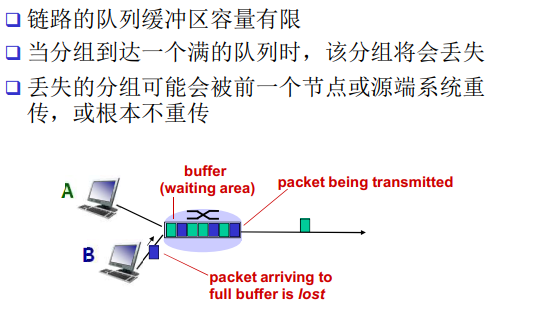 链路的队列缓冲区容量有限
当分组到达一个满的队列时，该分组将会丢失
丢失的分组可能会被前一个节点或源端系统重
传，或根本不重传
buffer
(waiting area)
packet being transmitted
A
B
packet arriving to
full buffer is lost